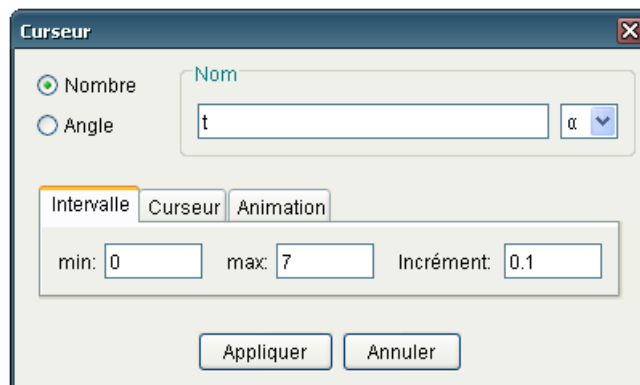 Curseur
Nombre
Angle
Nom
t
α
Intervalle Curseur Animation
min: 0 max: 7 Incrément: 0.1
Appliquer Annuler